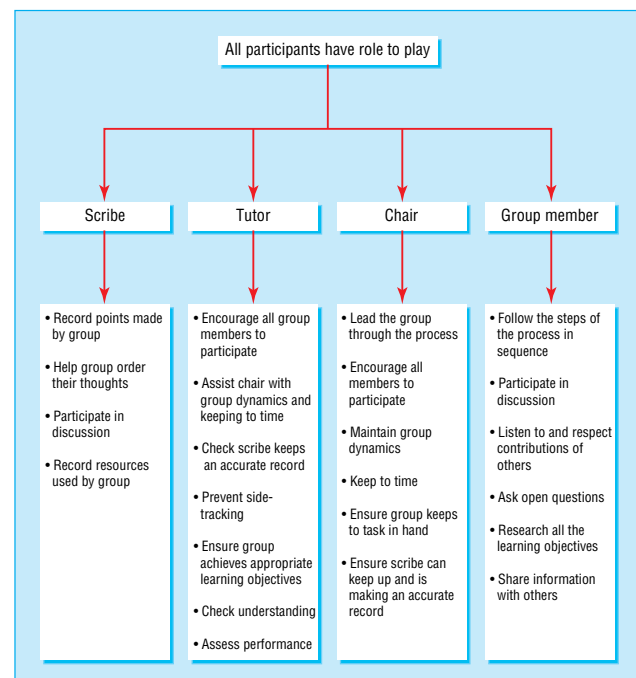 All participants have role to play
Scribe
Tutor
Chair
Group member
• Record points made
by group
• Help group order
their thoughts
• Participate in
discussion
• Record resources
used by group
• Encourage all group
members to
participate
• Assist chair with
group dynamics and
keeping to time
• Check scribe keeps
an accurate record
• Prevent side-
tracking
• Ensure group
achieves appropriate
learning objectives
• Check understanding
• Assess performance
• Lead the group
through the process
• Encourage all
members to
participate
• Maintain group
dynamics
• Keep to time
• Ensure group keeps
to task in hand
• Ensure scribe can
keep up and is
making an accurate
record
• Follow the steps of
the process in
sequence
• Participate in
discussion
• Listen to and respect
contributions of
others
• Ask open questions
• Research all the
learning objectives
• Share information
with others